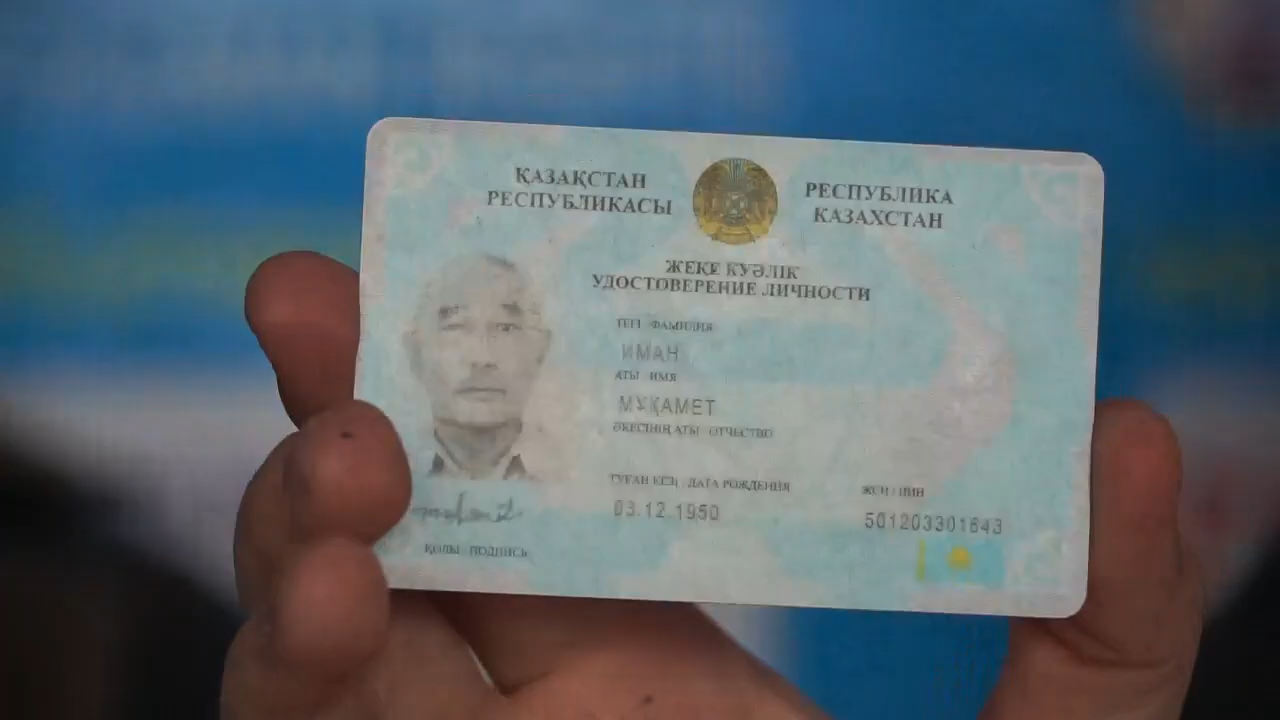 ҚАЗАҚСТАН
РЕСПУБЛИКАСЫ
РЕСПУБЛИКА
КАЗАХСТАН
ЖЕКЕ КУӘЛІК
УДОСТОВЕРЕНИЕ ЛИЧНОСТИ
ТЕГІ ФАМИЛИЯ
ИМАН
АТЫ ИМЯ
МҰҚАМЕТ
ӘКЕСІНІҢ АТЫ ОТЧЕСТВО
ТУҒАН КЕЗІ ДАТА РОЖДЕНИЯ
03.12.1950
ЖСН ИИН
501203301643
ҚОЛЫ ПОДПИСЬ